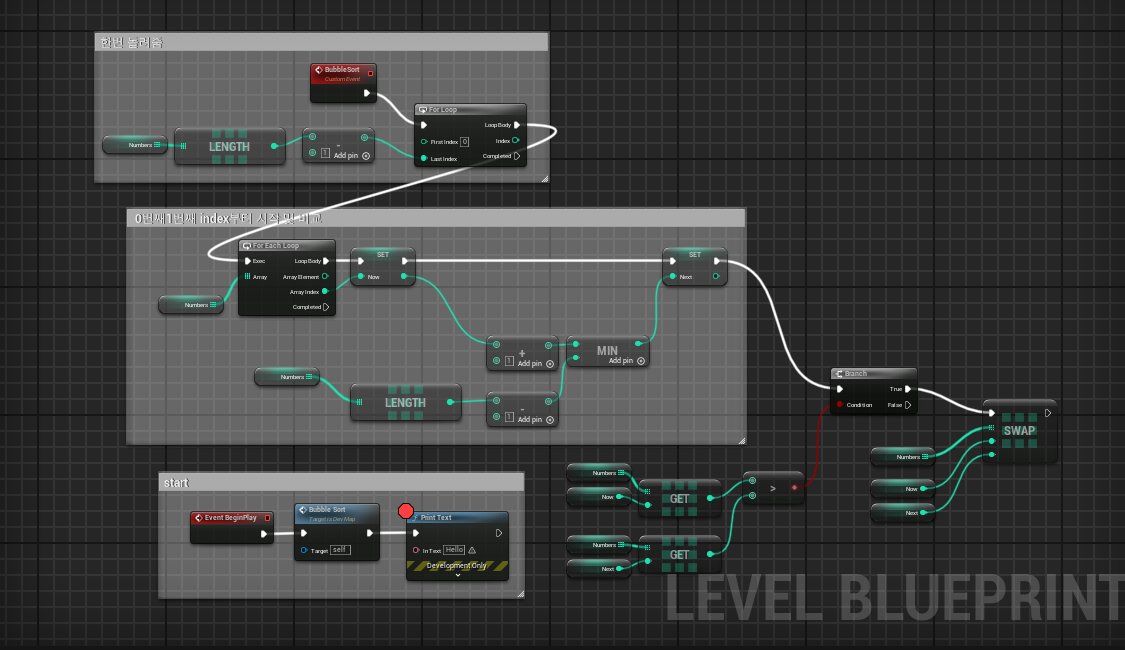 한번 돌려줌
BubbleSort
Custom Event
For Loop
Loop Body
First Index 0
Index
Last Index
Completed
Numbers
LENGTH
-
1 Add pin
0번째1번째 index부터 시작 및 비교
For Each Loop
Exec
Loop Body
Array
Array Element
Array Index
Completed
Numbers
SET
Now
SET
Next
+
1 Add pin
MIN
Add pin
Numbers
LENGTH
-
1 Add pin
Branch
True
Condition
False
SWAP
Numbers
Now
Next
Numbers
Now
GET
>
Numbers
Next
GET
start
Event BeginPlay
Bubble Sort
Target is Dev Map
Target self
f Print Text
In Text Hello
Development Only
LEVEL BLUEPRINT